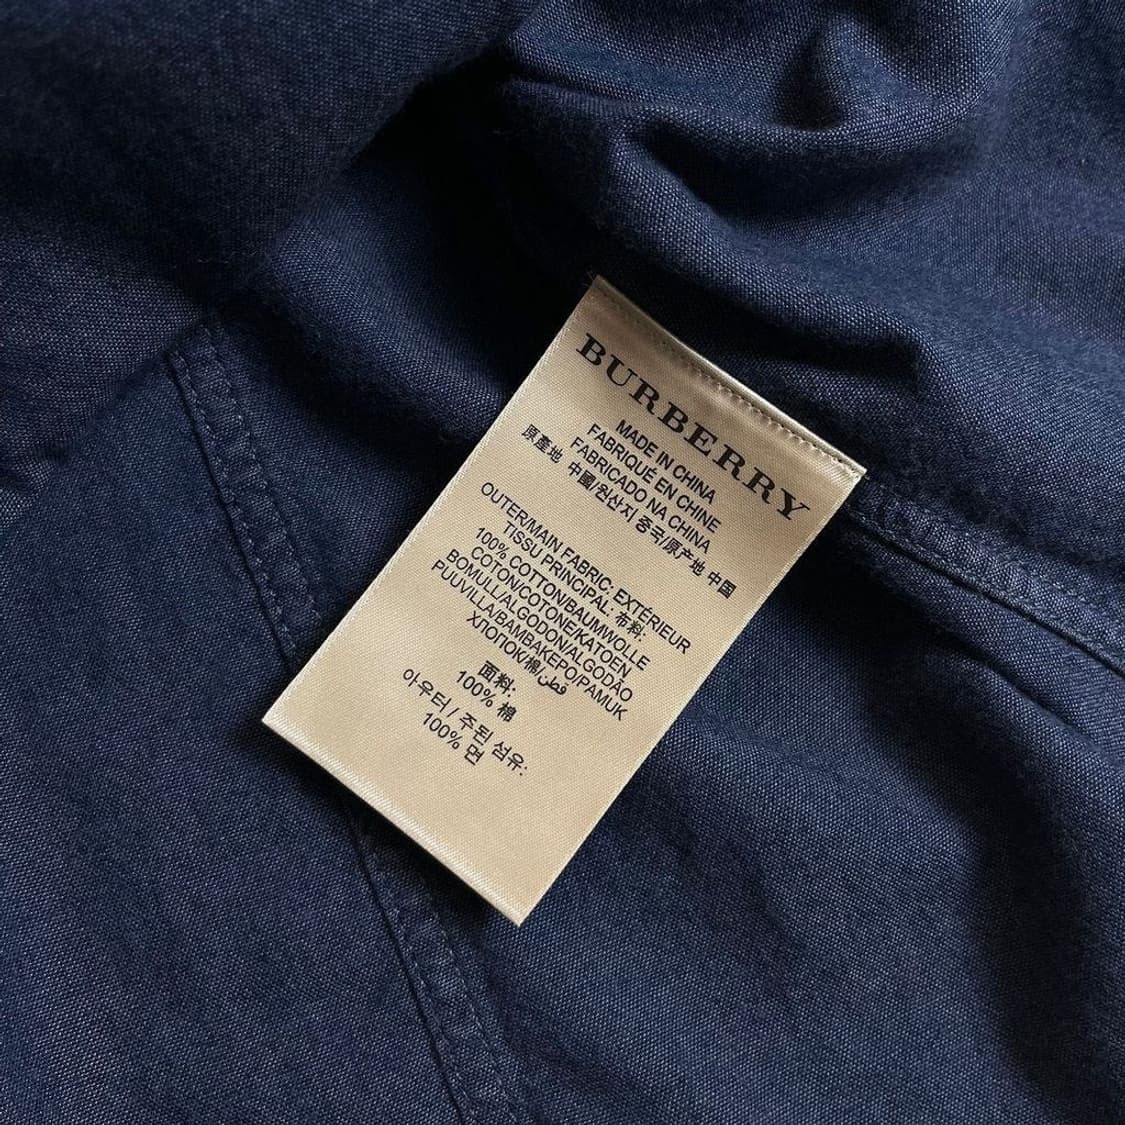 BURBERRY
MADE IN CHINA
FABRIQUÉ EN CHINE
FABRICADO NA CHINA
原產地 中國/원산지 중국/原产地 中国
OUTER/MAIN FABRIC: EXTÉRIEUR
TISSU PRINCIPAL: 布料:
100% COTTON/BAUMWOLLE
COTON/COTONE/KATOEN
BOMULL/ALGODON/ALGODÃO
PUUVILLA/ΒΑΜΒΑΚΕΡΟ/PAMUK
ХЛОПОК/棉/قطن
面料:
100% 棉
아우터 / 주된 섬유:
100% 면